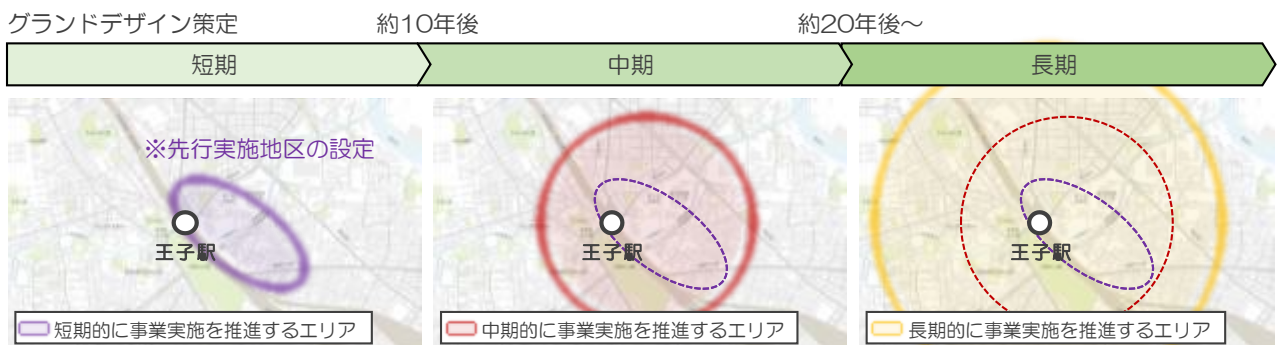 グランドデザイン策定
約10年後
約20年後～
短期
中期
長期
※先行実施地区の設定
王子駅
短期的に事業実施を推進するエリア
王子駅
中期的に事業実施を推進するエリア
王子駅
長期的に事業実施を推進するエリア